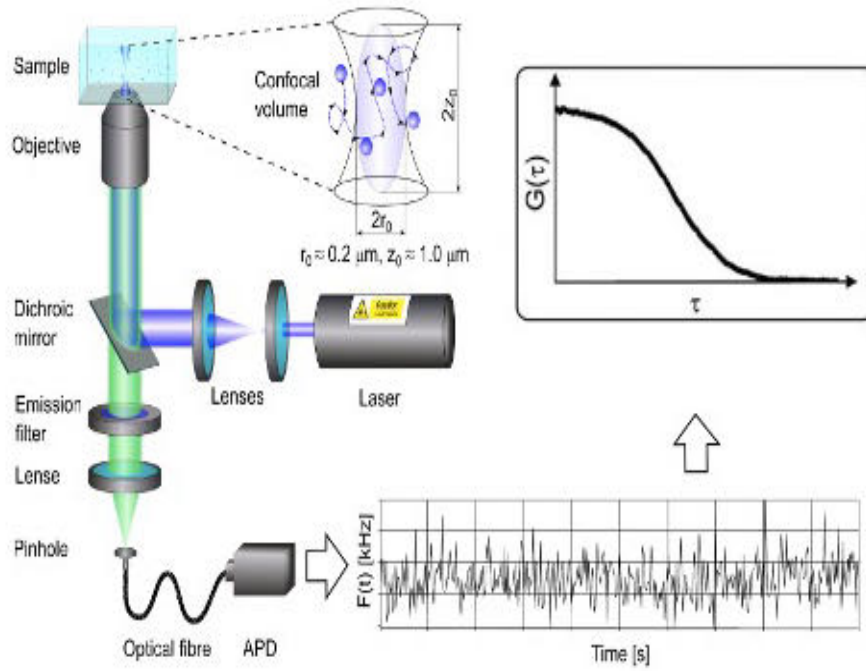 Sample
Confocal
volume
Objective
2z₀
2r₀
r₀ ≈ 0.2 μm, z₀ ≈ 1.0 μm
G(τ)
τ
Dichroic
mirror
Lenses
Laser
Emission
filter
Lense
Pinhole
Optical fibre
APD
F(t) [kHz]
Time [s]